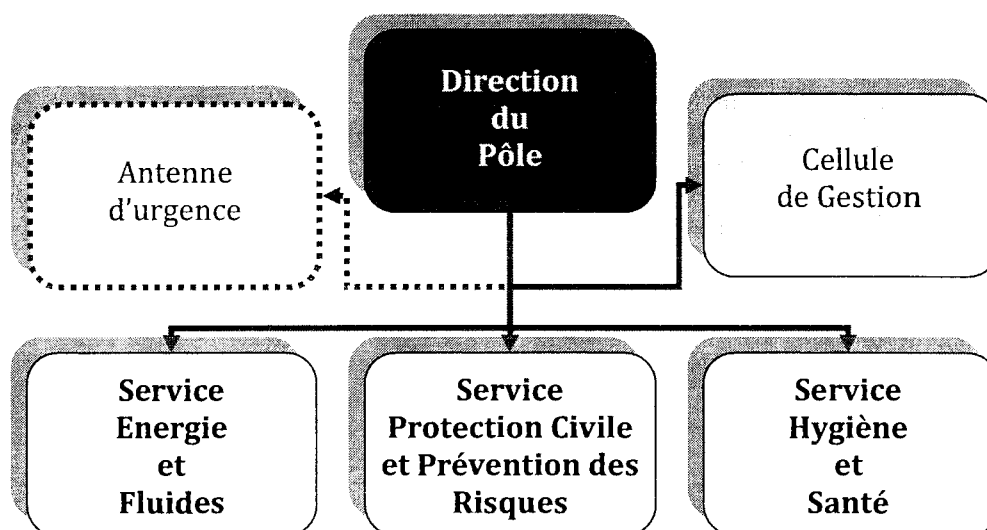 Direction
du
Pôle
Antenne
d'urgence
Cellule
de Gestion
Service
Energie
et
Fluides
Service
Protection Civile
et Prévention des
Risques
Service
Hygiène
et
Santé